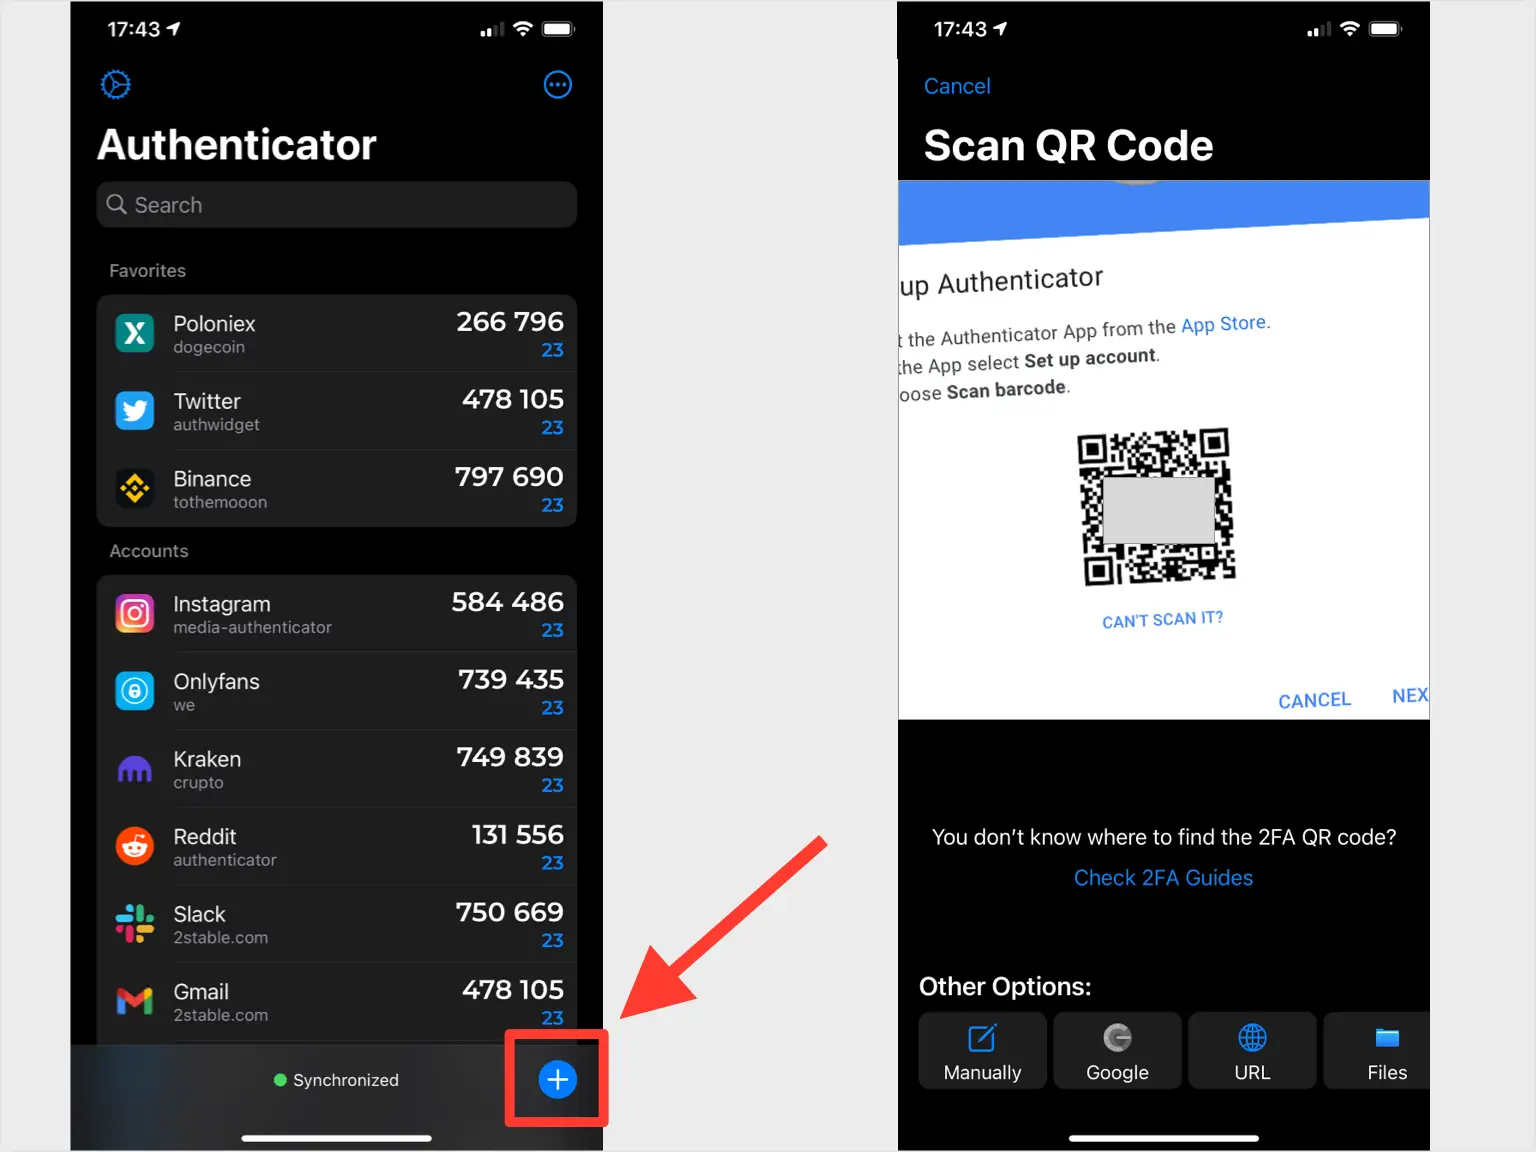 17:43
Authenticator
Search
Favorites
Poloniex
266 796
dogecoin
23
Twitter
478 105
authwidget
23
Binance
797 690
tothemooon
23
Accounts
Instagram
584 486
media-authenticator
23
Onlyfans
739 435
we
23
Kraken
749 839
crupto
23
Reddit
131 556
authenticator
23
Slack
750 669
2stable.com
23
Gmail
478 105
2stable.com
23
Synchronized
17:43
Cancel
Scan QR Code
up Authenticator
t the Authenticator App from the App Store.
the App select Set up account.
oose Scan barcode.
CAN'T SCAN IT?
CANCEL NEX
You don't know where to find the 2FA QR code?
Check 2FA Guides
Other Options:
Manually
Google
URL
Files